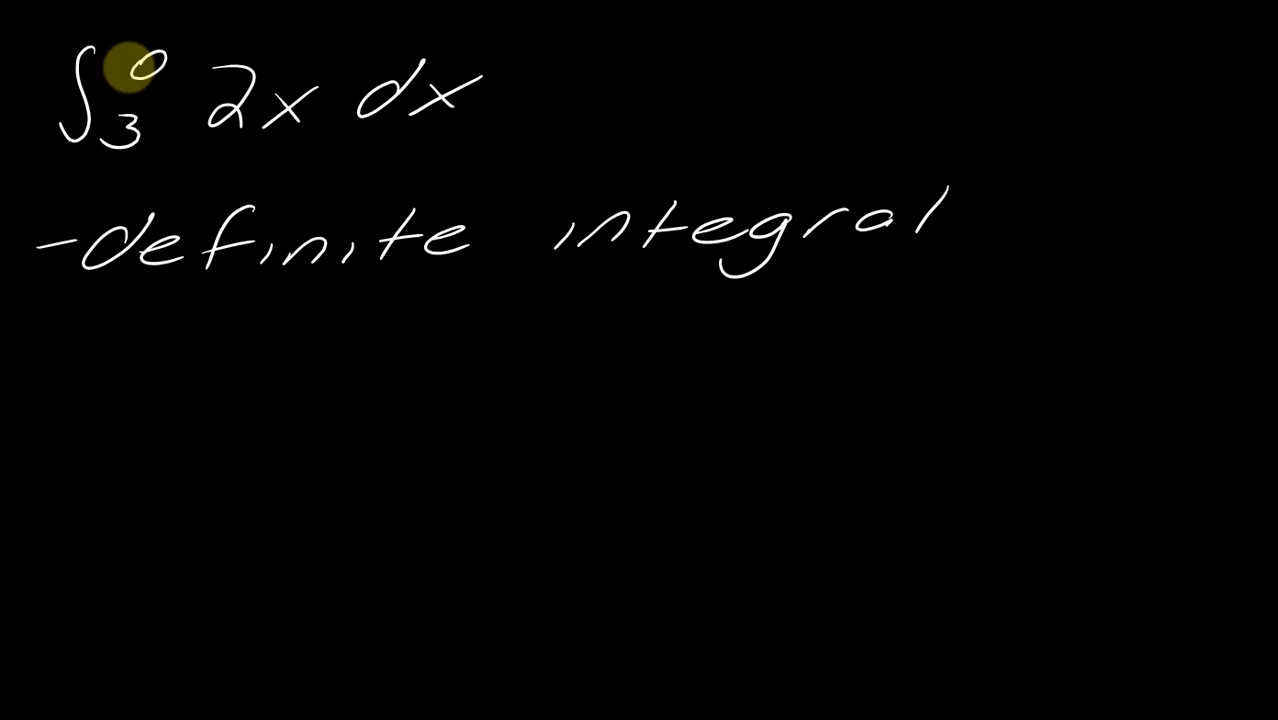 ∫₃⁰ 2x dx
-definite integral